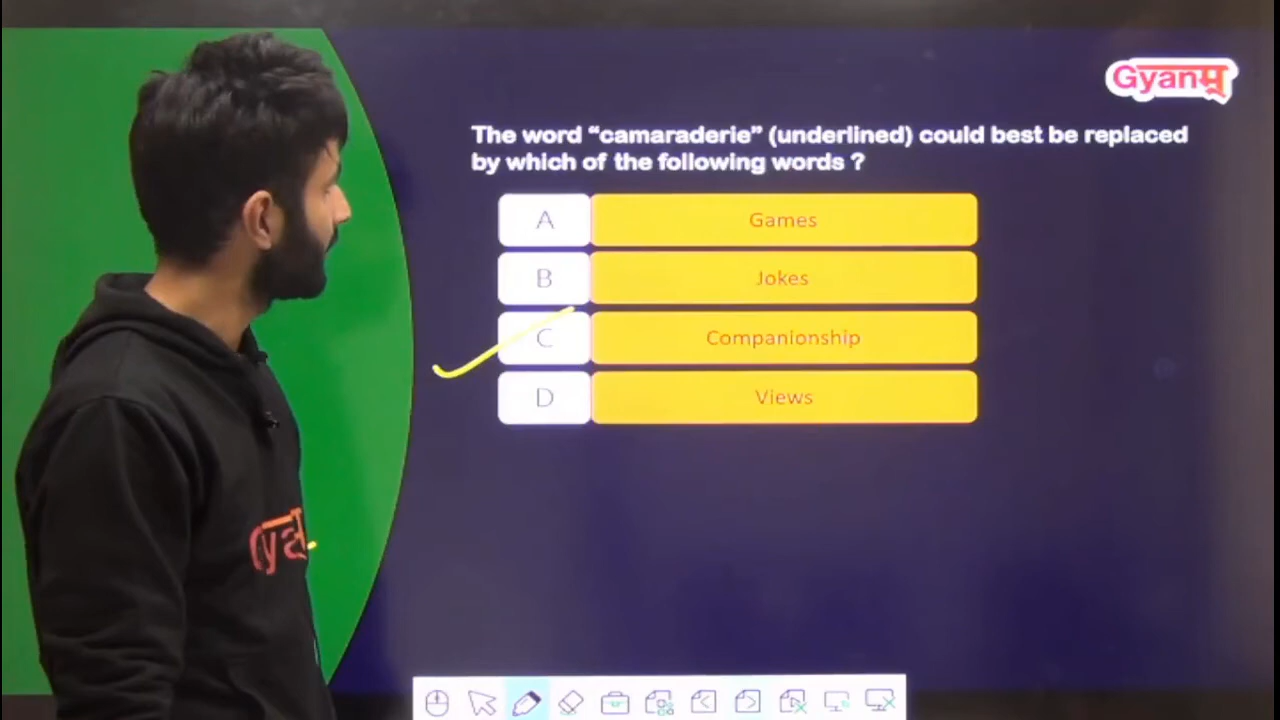 Gyanम्
The word “camaraderie” (underlined) could best be replaced
by which of the following words ?
A Games
B Jokes
C Companionship
D Views